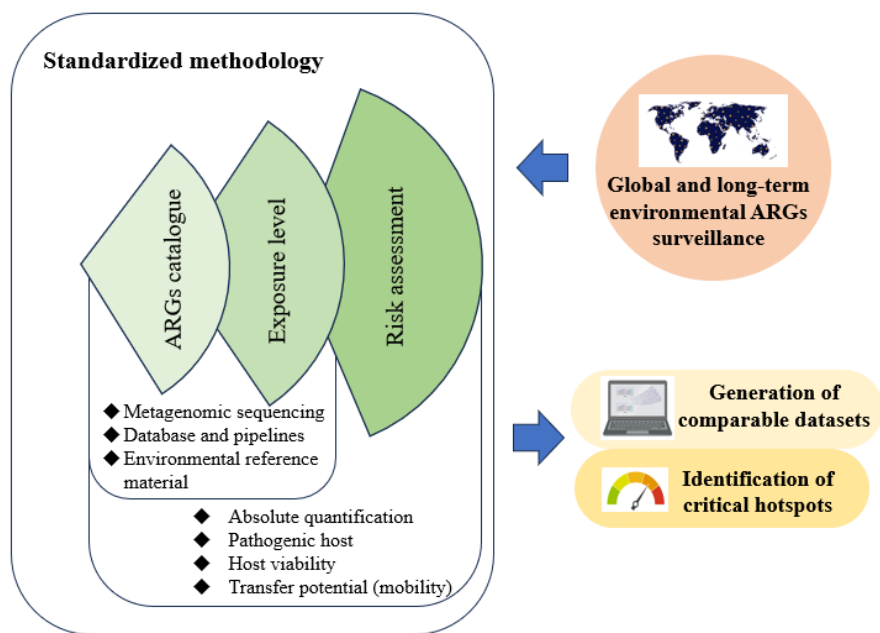 Standardized methodology
ARGs catalogue
Exposure level
Risk assessment
◆ Metagenomic sequencing
◆ Database and pipelines
◆ Environmental reference
material
◆ Absolute quantification
◆ Pathogenic host
◆ Host viability
◆ Transfer potential (mobility)
Global and long-term
environmental ARGs
surveillance
Generation of
comparable datasets
Identification of
critical hotspots